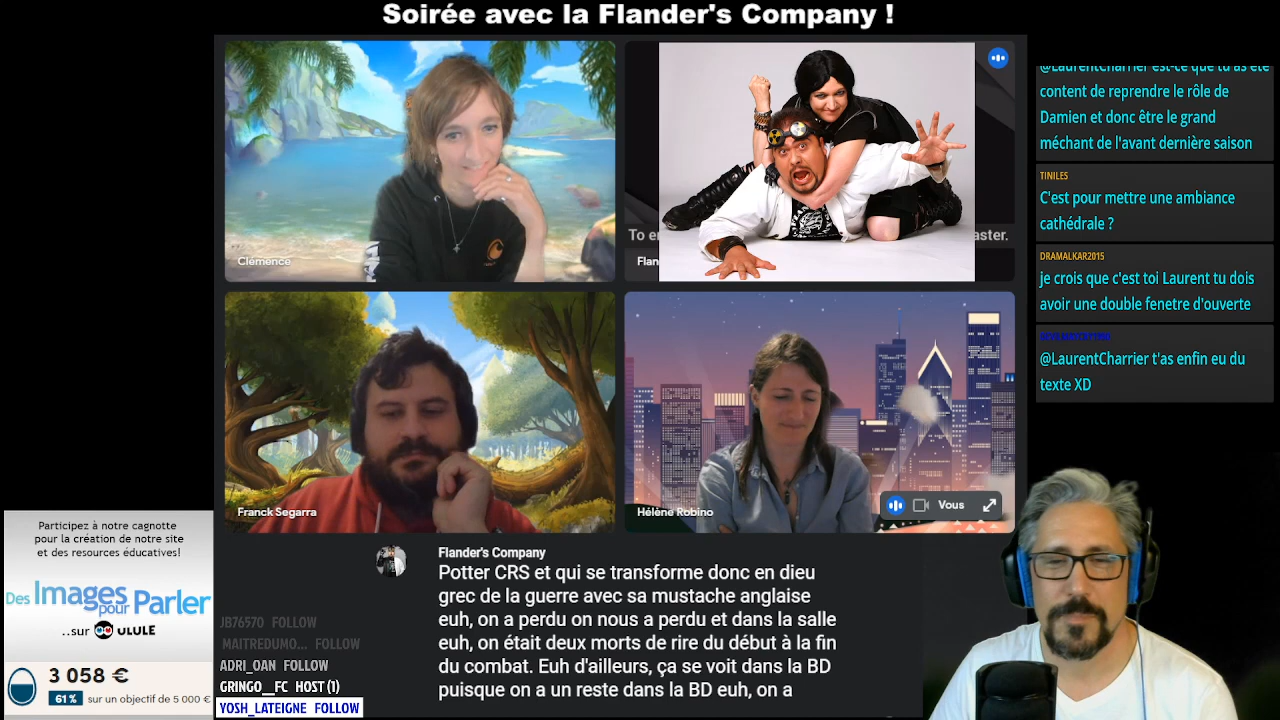 Soirée avec la Flander's Company !
Clémence
To e
aster.
Flan
Franck Segarra
Hélène Robino
Vous
@LaurentCharrier est-ce que tu as été
content de reprendre le rôle de
Damien et donc être le grand
méchant de l'avant dernière saison
TINILES
C'est pour mettre une ambiance
cathédrale ?
DRAMALKAR2015
je crois que c'est toi Laurent tu dois
avoir une double fenetre d'ouverte
@LaurentCharrier t'as enfin eu du
texte XD
Participez à notre cagnotte
pour la création de notre site
et des resources éducatives!
Des Images
pour Parler
..sur ULULE
3 058 €
61 % sur un objectif de 5 000 €
JB76570 FOLLOW
MAITREDUMO... FOLLOW
ADRI_OAN FOLLOW
GRINGO__FC HOST (1)
YOSH_LATEIGNE FOLLOW
Flander's Company
Potter CRS et qui se transforme donc en dieu
grec de la guerre avec sa mustache anglaise
euh, on a perdu on nous a perdu et dans la salle
euh, on était deux morts de rire du début à la fin
du combat. Euh d'ailleurs, ça se voit dans la BD
puisque on a un reste dans la BD euh, on a